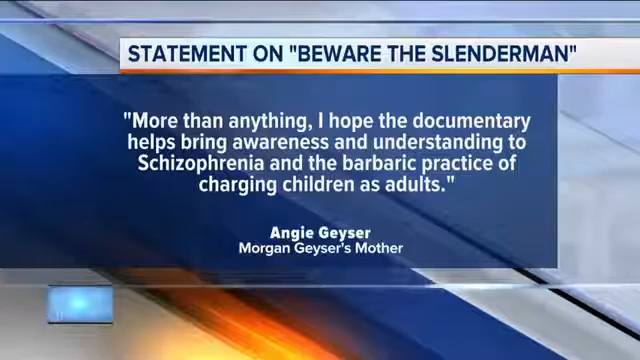 STATEMENT ON "BEWARE THE SLENDERMAN"
"More than anything, I hope the documentary
helps bring awareness and understanding to
Schizophrenia and the barbaric practice of
charging children as adults."
Angie Geyser
Morgan Geyser's Mother